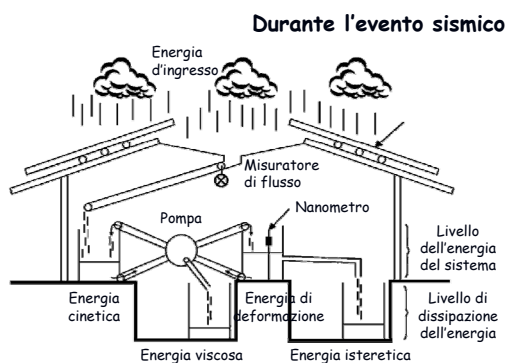 Durante l'evento sismico
Energia
d'ingresso
Misuratore
di flusso
Pompa
Nanometro
Livello
dell'energia
del sistema
Energia
cinetica
Energia di
deformazione
Livello di
dissipazione
dell'energia
Energia viscosa
Energia isteretica